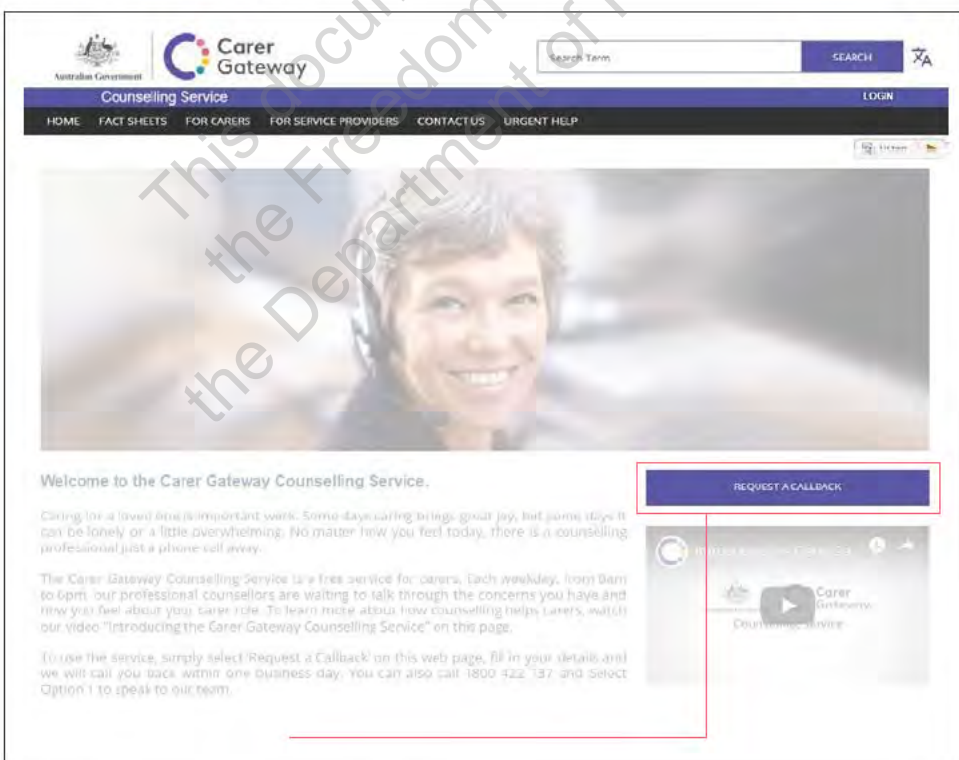 This docum
the Freedom of I
the Department of
Australian Government
Carer
Gateway
Search Term
SEARCH
Counselling Service
LOGIN
HOME FACT SHEETS FOR CARERS FOR SERVICE PROVIDERS CONTACT US URGENT HELP
Listen
Welcome to the Carer Gateway Counselling Service.
REQUEST A CALLBACK
Caring for a loved one is important work. Some days caring brings great joy, but some days it
can be lonely or a little overwhelming. No matter how you feel today, there is a counselling
professional just a phone call away.
The Carer Gateway Counselling Service is a free service for carers. Each weekday, from 8am
to 6pm, our professional counsellors are waiting to talk through the concerns you have and
how you feel about your carer role. To learn more about how counselling helps carers, watch
our video "Introducing the Carer Gateway Counselling Service" on this page.
To use the service, simply select 'Request a Callback' on this web page, fill in your details and
we will call you back within one business day. You can also call 1800 422 737 and Select
Option 1 to speak to our team.
Carer
Gateway
Counselling Service